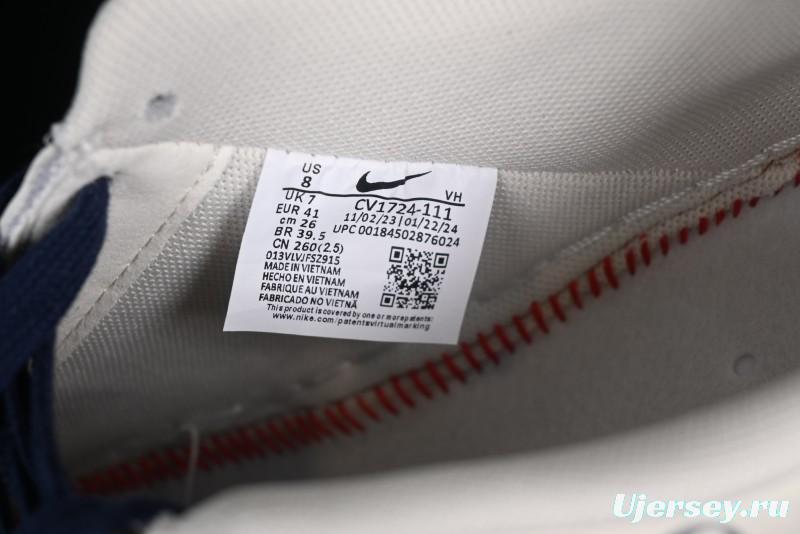 US
8
VH
UK 7
CV1724-111
EUR 41
11/02/23|01/22/24
cm 26
UPC 00184502876024
BR 39.5
CN 260(2.5)
013VLVJFSZ915
MADE IN VIETNAM
HECHO EN VIETNAM
FABRIQUE AU VIETNAM
FABRICADO NO VIETNÃ
This product is covered by one or more patents:
www.nike.com/patentsvirtualmarking
Ujersey.ru